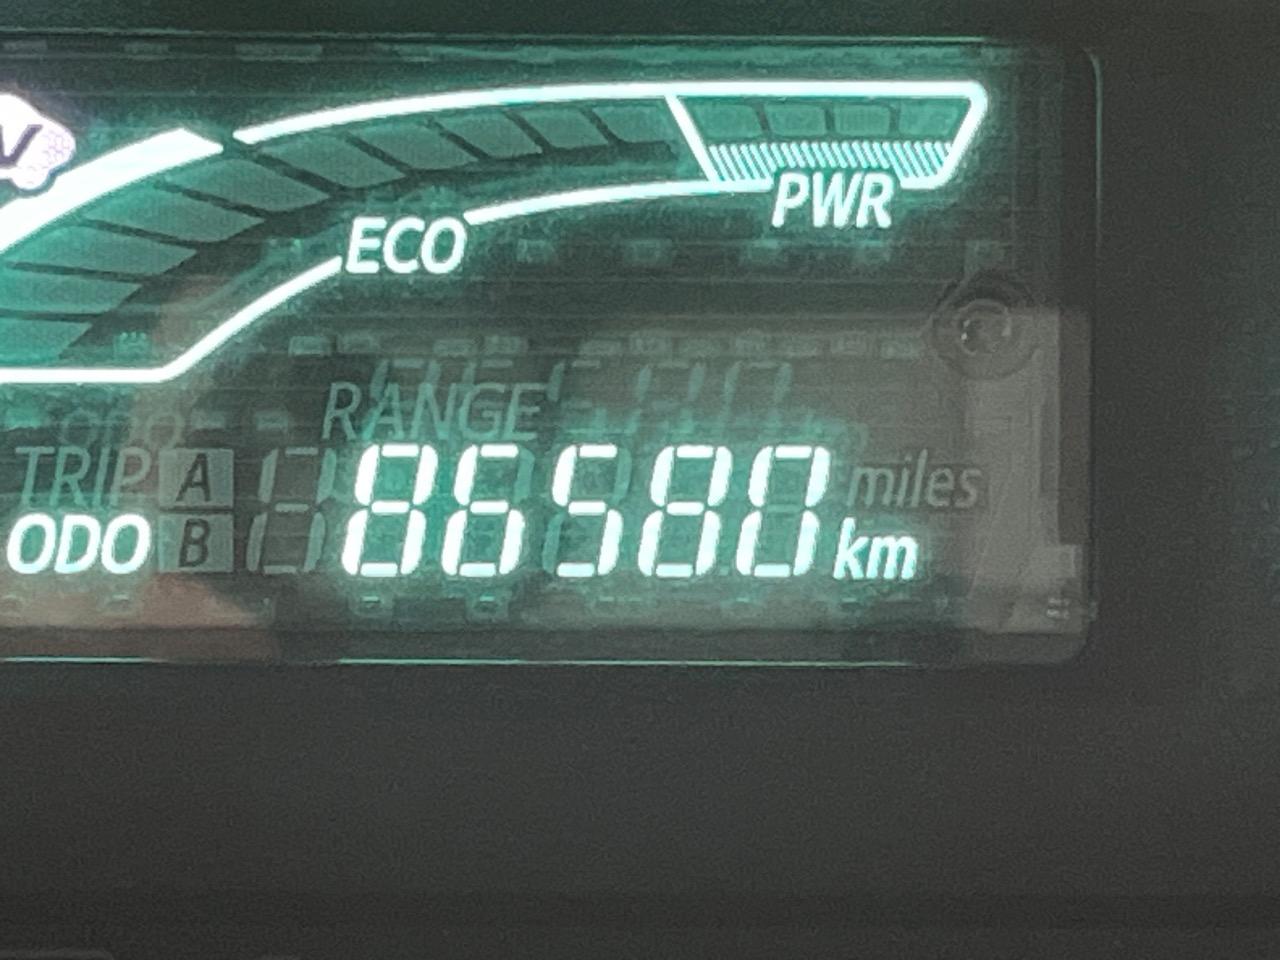 PWR
ECO
RANGE
TRIP A miles
ODO B 86580 km